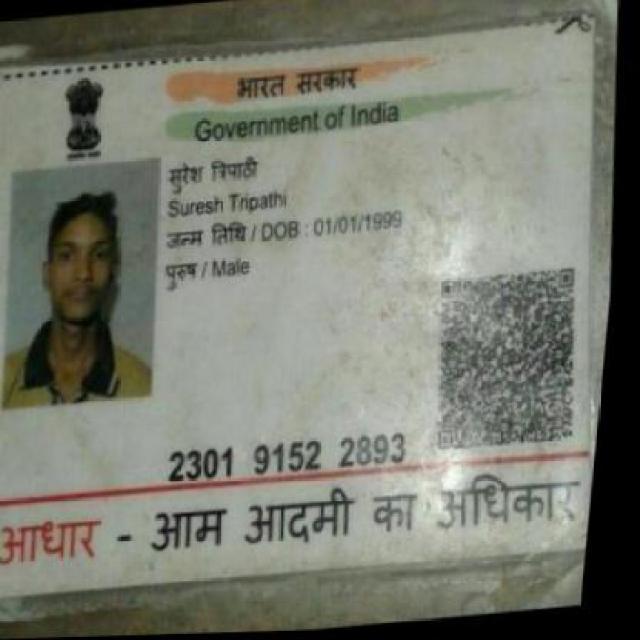 भारत सरकार
Government of India
सुरेश त्रिपाठी
Suresh Tripathi
जन्म तिथि / DOB : 01/01/1999
पुरुष / Male
2301 9152 2893
आधार - आम आदमी का अधिकार